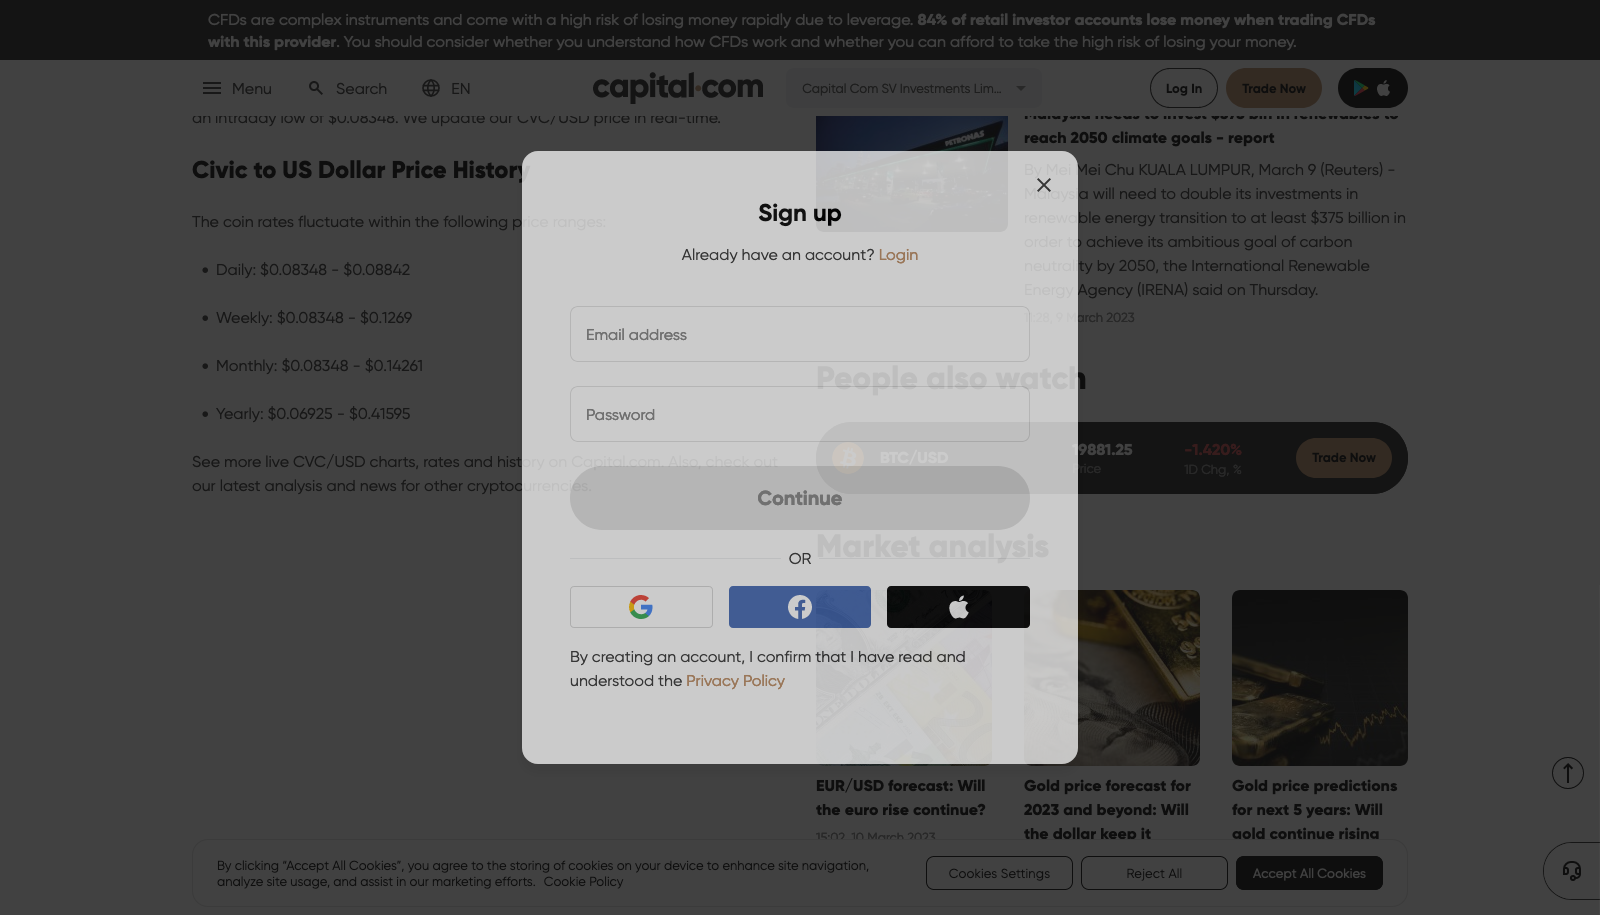 CFDs are complex instruments and come with a high risk of losing money rapidly due to leverage. 84% of retail investor accounts lose money when trading CFDs
with this provider. You should consider whether you understand how CFDs work and whether you can afford to take the high risk of losing your money.
Menu
Search
EN
capital.com
Capital Com SV Investments Lim...
Log In
Trade Now
an intraday low of $0.08348. We update our CVC/USD price in real-time.
Civic to US Dollar Price History
The coin rates fluctuate within the following price ranges:
Daily: $0.08348 - $0.08842
Weekly: $0.08348 - $0.1269
Monthly: $0.08348 - $0.14261
Yearly: $0.06925 - $0.41595
See more live CVC/USD charts, rates and history on Capital.com. Also, check out
our latest analysis and news for other cryptocurrencies.
PETRONAS
Malaysia needs to invest $375 bln in renewables to
reach 2050 climate goals - report
By Mei Mei Chu KUALA LUMPUR, March 9 (Reuters) -
Malaysia will need to double its investments in
renewable energy transition to at least $375 billion in
order to achieve its ambitious goal of carbon
neutrality by 2050, the International Renewable
Energy Agency (IRENA) said on Thursday.
9 March 2023
People also watch
BTC/USD
19881.25
Price
-1.420%
1D Chg, %
Trade Now
Market analysis
EUR/USD forecast: Will
the euro rise continue?
15:02, 10 March 2023
Gold price forecast for
2023 and beyond: Will
the dollar keep it
Gold price predictions
for next 5 years: Will
gold continue rising
Sign up
Already have an account? Login
Email address
Password
Continue
OR
By creating an account, I confirm that I have read and
understood the Privacy Policy
By clicking “Accept All Cookies”, you agree to the storing of cookies on your device to enhance site navigation,
analyze site usage, and assist in our marketing efforts. Cookie Policy
Cookies Settings
Reject All
Accept All Cookies